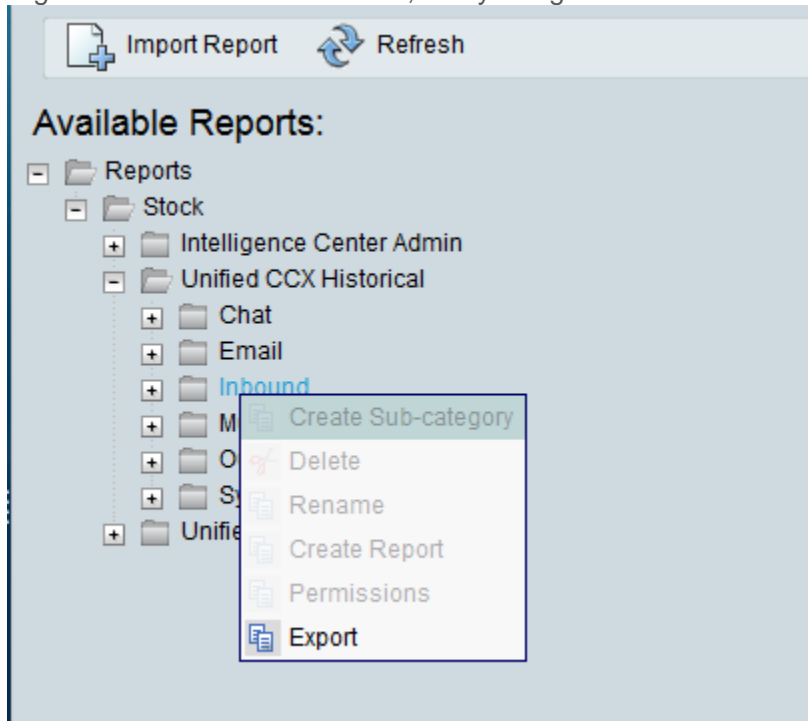 Import Report Refresh
Available Reports:
Reports
Stock
Intelligence Center Admin
Unified CCX Historical
Chat
Email
Inbound
Create Sub-category
Delete
Rename
Create Report
Permissions
Export